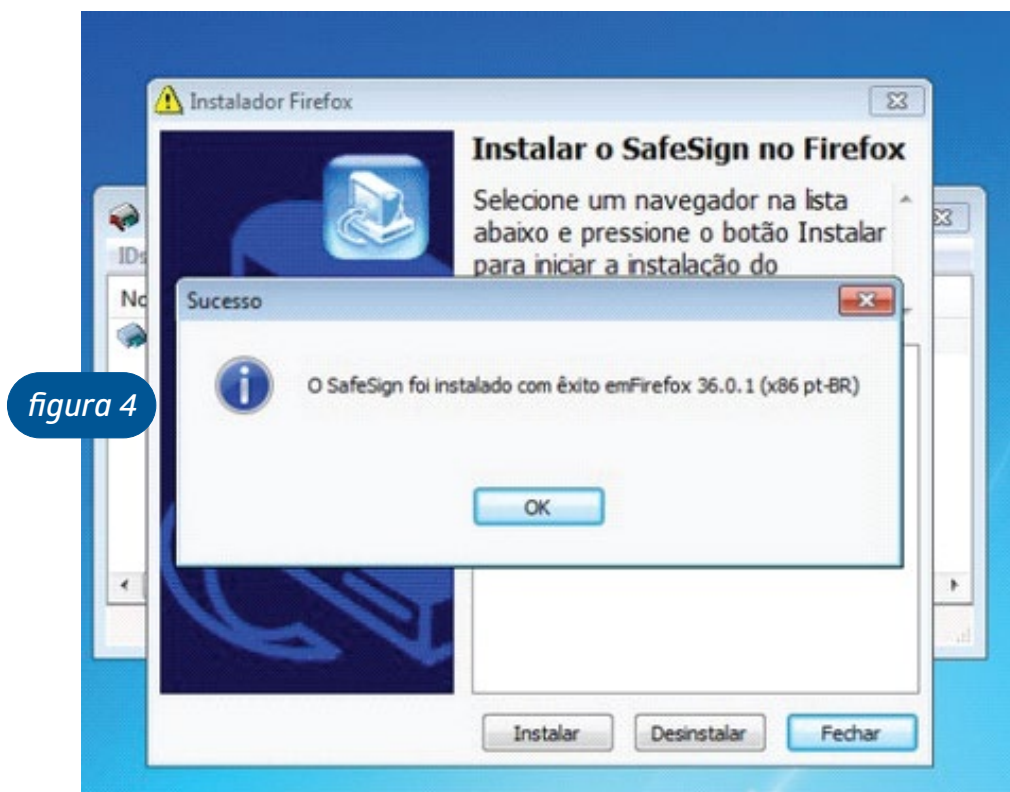 Instalador Firefox
Instalar o SafeSign no Firefox
Selecione um navegador na lista
abaixo e pressione o botão Instalar
para iniciar a instalação do
IDs
Sucesso
O SafeSign foi instalado com êxito emFirefox 36.0.1 (x86 pt-BR)
figura 4
OK
Instalar
Desinstalar
Fechar